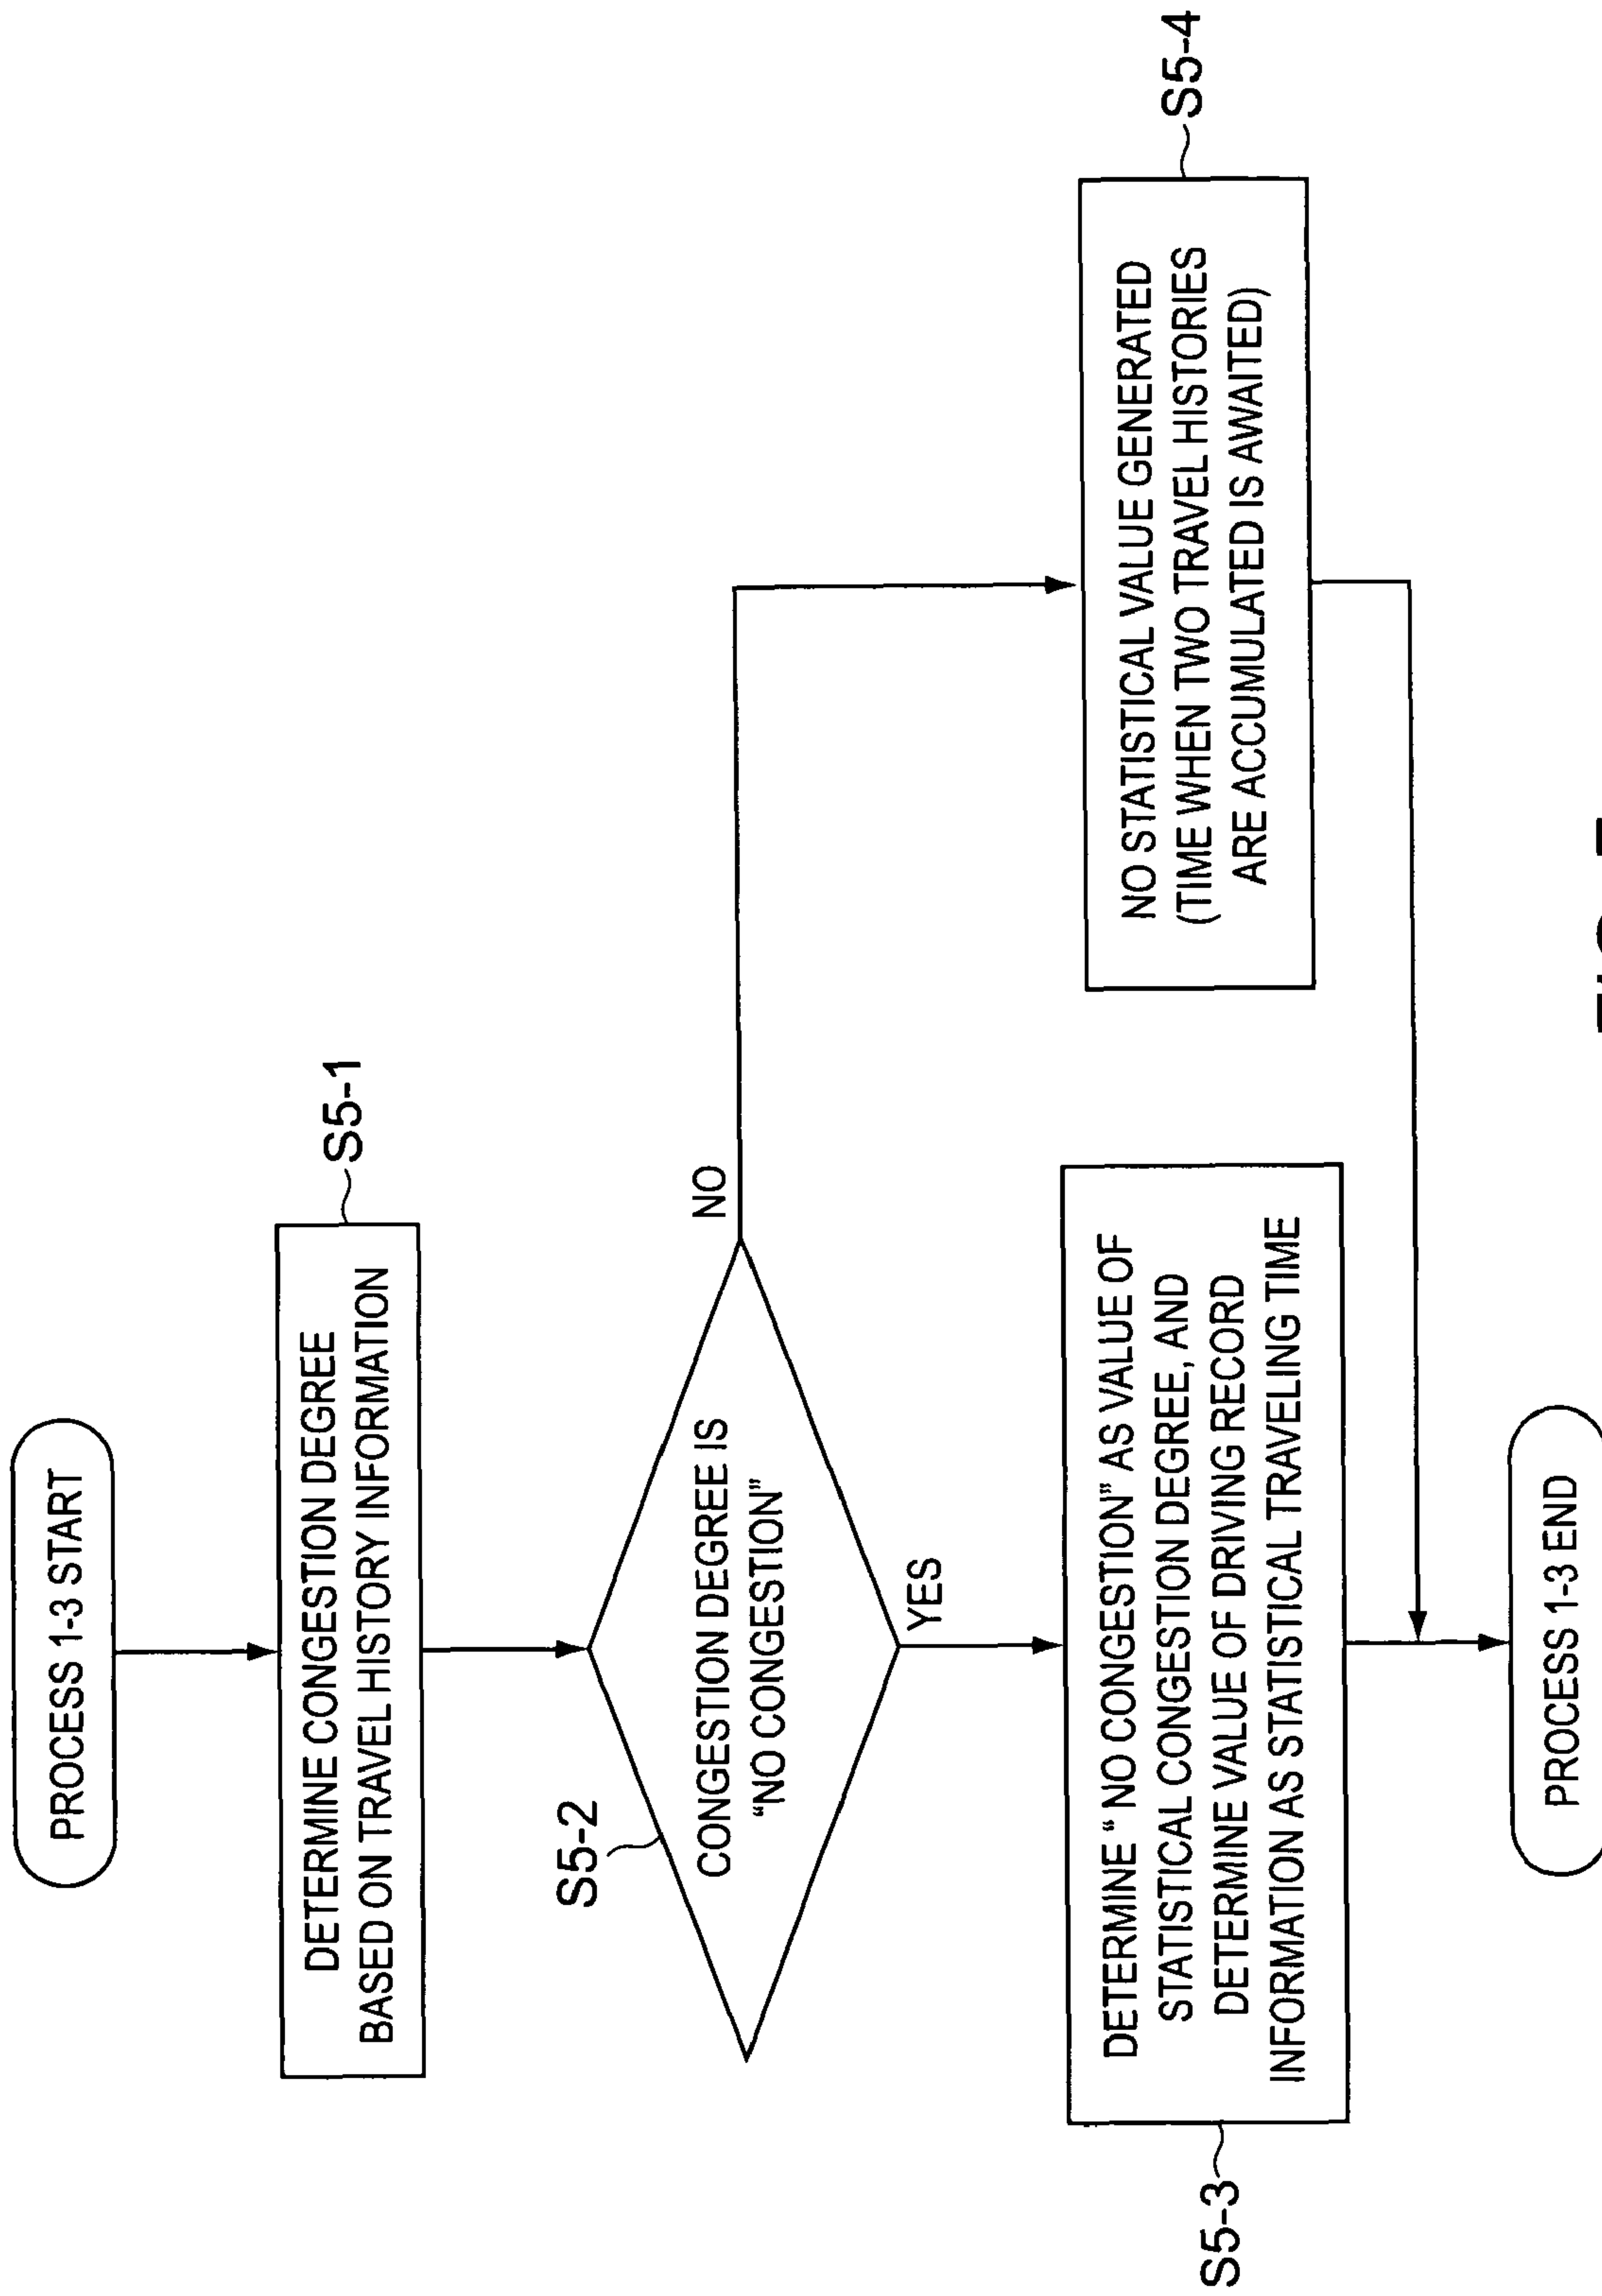 PROCESS 1-3 START
DETERMINE CONGESTION DEGREE
BASED ON TRAVEL HISTORY INFORMATION
S5-1
S5-2
CONGESTION DEGREE IS
“NO CONGESTION”
NO
YES
S5-3
DETERMINE “ NO CONGESTION” AS VALUE OF
STATISTICAL CONGESTION DEGREE, AND
DETERMINE VALUE OF DRIVING RECORD
INFORMATION AS STATISTICAL TRAVELING TIME
NO STATISTICAL VALUE GENERATED
(TIME WHEN TWO TRAVEL HISTORIES
ARE ACCUMULATED IS AWAITED)
S5-4
PROCESS 1-3 END